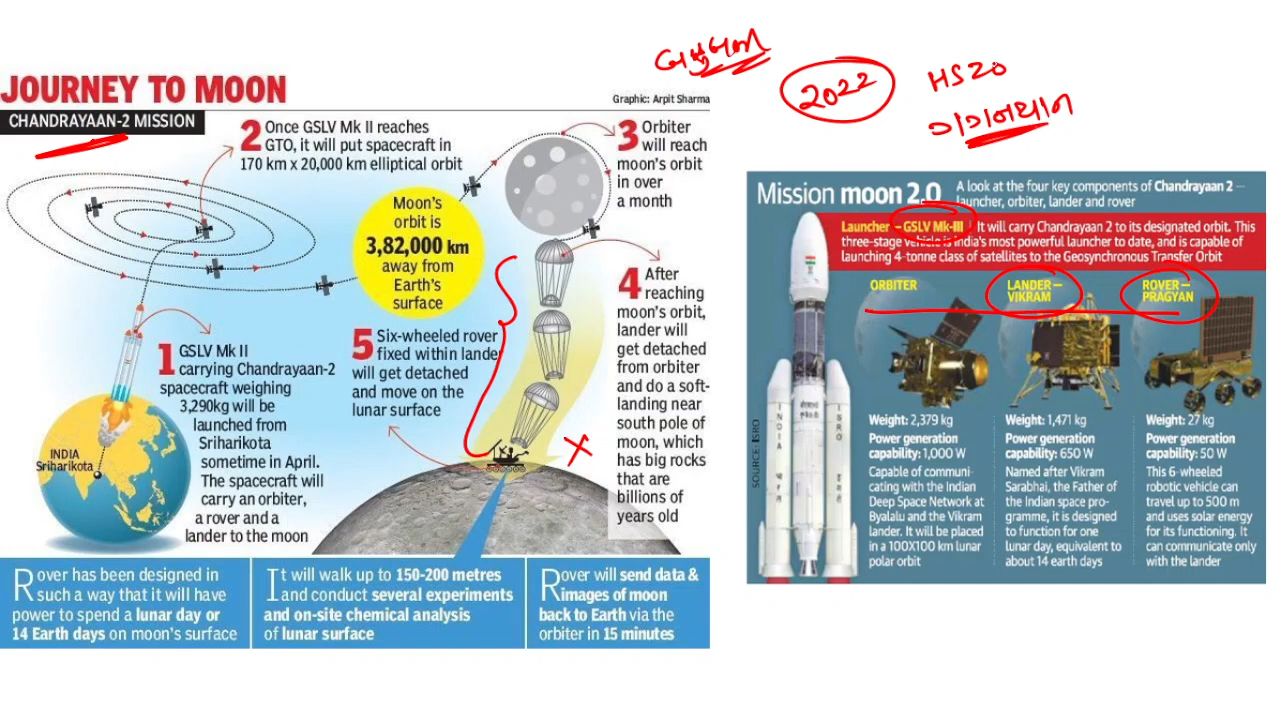 JOURNEY TO MOON
Graphic: Arpit Sharma
CHANDRAYAAN-2 MISSION
2 Once GSLV Mk II reaches
GTO, it will put spacecraft in
170 km x 20,000 km elliptical orbit
3 Orbiter
will reach
moon's orbit
in over
a month
Moon's
orbit is
3,82,000 km
away from
Earth's
surface
4 After
reaching
moon's orbit,
lander will
get detached
from orbiter
and do a soft-
landing near
south pole of
moon, which
has big rocks
that are
billions of
years old
5 Six-wheeled rover
fixed within lander
will get detached
and move on the
lunar surface
1 GSLV Mk II
carrying Chandrayaan-2
spacecraft weighing
3,290kg will be
launched from
Sriharikota
sometime in April.
The spacecraft will
carry an orbiter,
a rover and a
lander to the moon
INDIA
Sriharikota
Rover has been designed in
such a way that it will have
power to spend a lunar day or
14 Earth days on moon's surface
It will walk up to 150-200 metres
and conduct several experiments
and on-site chemical analysis
of lunar surface
Rover will send data &
images of moon
back to Earth via the
orbiter in 15 minutes
2022
HS20
ગગનયાન
Mission moon 2.0
A look at the four key components of Chandrayaan 2 —
launcher, orbiter, lander and rover
Launcher – GSLV Mk-III It will carry Chandrayaan 2 to its designated orbit. This
three-stage vehicle is India's most powerful launcher to date, and is capable of
launching 4-tonne class of satellites to the Geosynchronous Transfer Orbit
ORBITER
Weight: 2,379 kg
Power generation
capability: 1,000 W
Capable of communi-
cating with the Indian
Deep Space Network at
Byalalu and the Vikram
lander. It will be placed
in a 100X100 km lunar
polar orbit
LANDER —
VIKRAM
Weight: 1,471 kg
Power generation
capability: 650 W
Named after Vikram
Sarabhai, the Father of
the Indian space pro-
gramme, it is designed
to function for one
lunar day, equivalent to
about 14 earth days
ROVER —
PRAGYAN
Weight: 27 kg
Power generation
capability: 50 W
This 6-wheeled
robotic vehicle can
travel up to 500 m
and uses solar energy
for its functioning. It
can communicate only
with the lander
SOURCE: ISRO
INDIA
ISRO